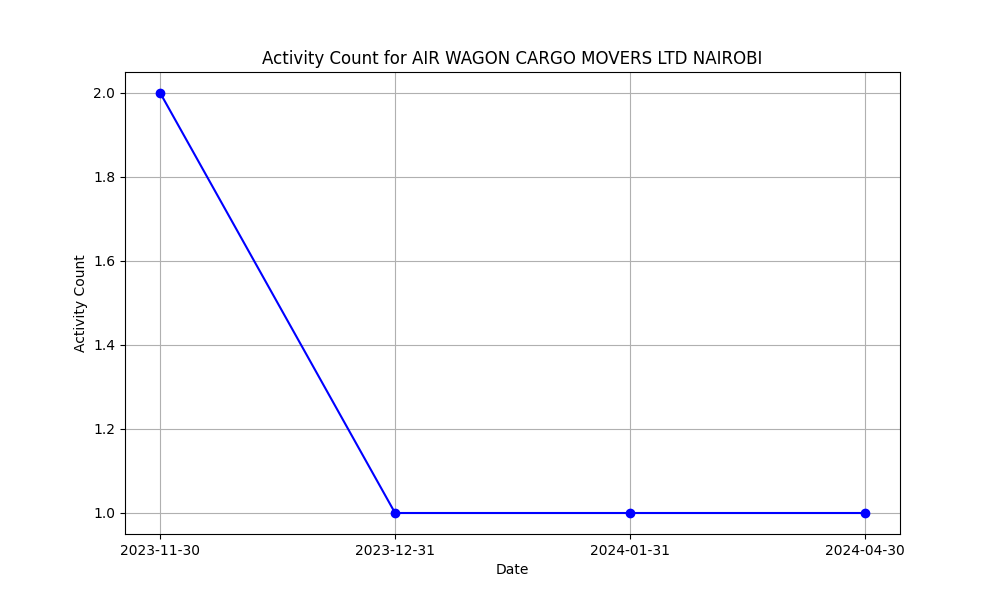 Activity Count for AIR WAGON CARGO MOVERS LTD NAIROBI
2.0
1.8
1.6
1.4
1.2
1.0
Activity Count
2023-11-30 2023-12-31 2024-01-31 2024-04-30
Date